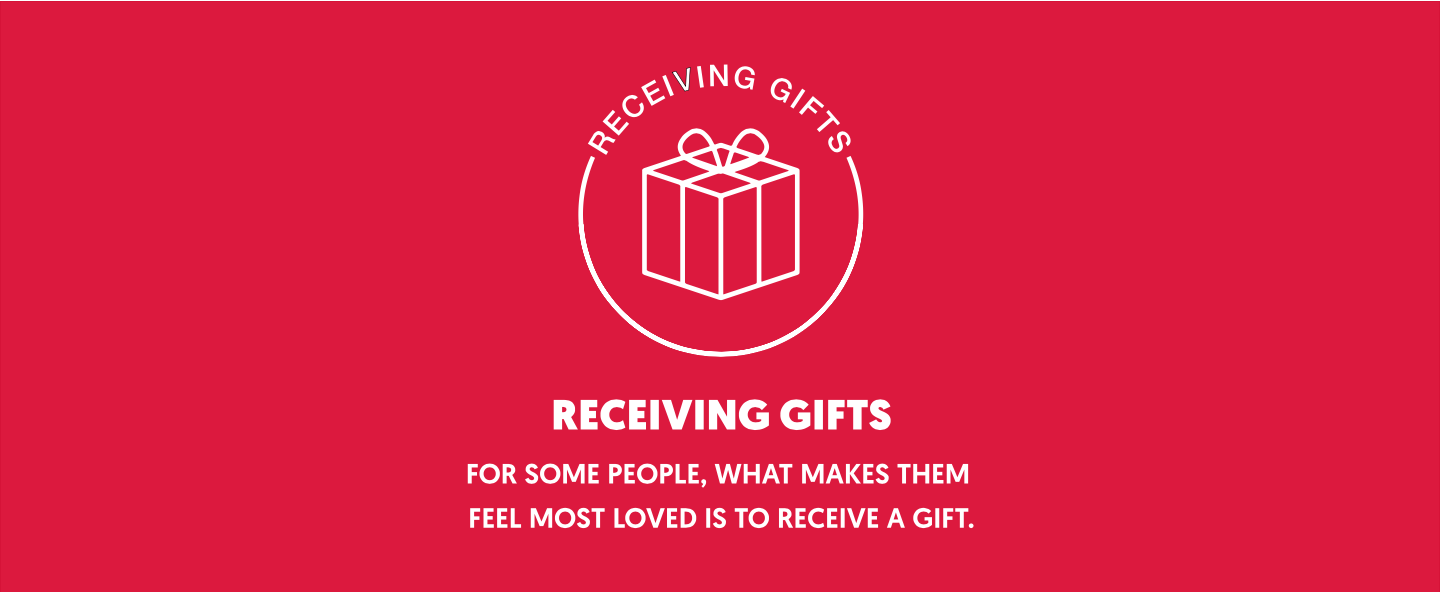 RECEIVING GIFTS
RECEIVING GIFTS
FOR SOME PEOPLE, WHAT MAKES THEM
FEEL MOST LOVED IS TO RECEIVE A GIFT.